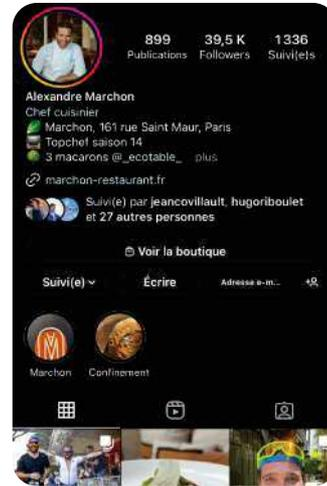 899 39,5 K 1336
Publications Followers Suivi(e)s
Alexandre Marchon
Chef cuisinier
Marchon, 161 rue Saint Maur, Paris
Topchef saison 14
3 macarons @_ecotable_ plus
marchon-restaurant.fr
Suivi(e) par jeancovillault, hugoriboulet
et 27 autres personnes
Voir la boutique
Suivi(e) Écrire Adresse e-m...
Marchon Confinement